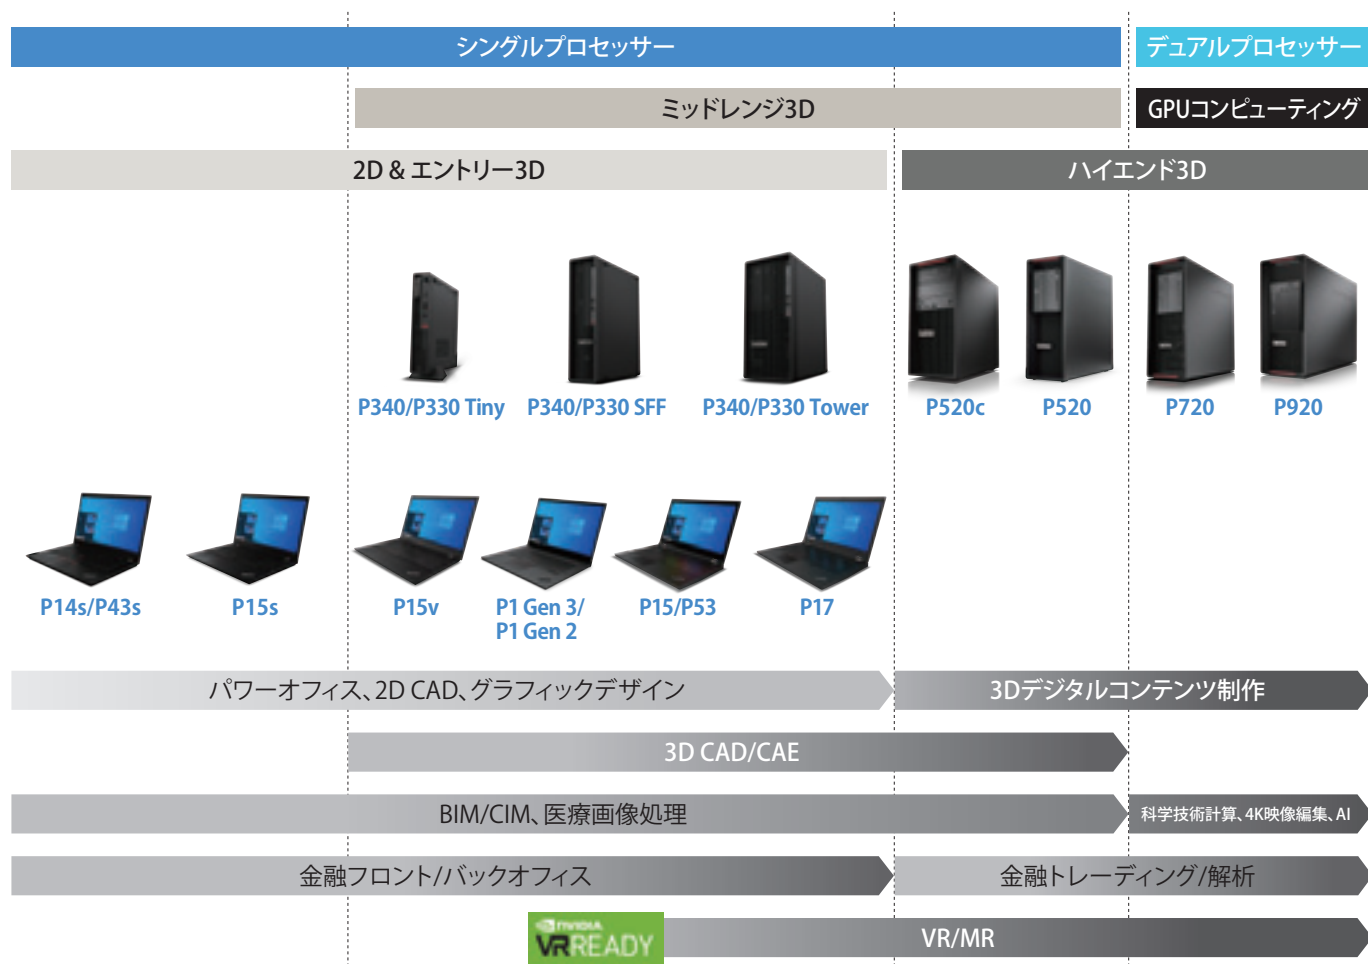 シングルプロセッサー
デュアルプロセッサー
ミッドレンジ3D
GPUコンピューティング
2D & エントリー3D
ハイエンド3D
P340/P330 Tiny
P340/P330 SFF
P340/P330 Tower
P520c
P520
P720
P920
P14s/P43s
P15s
P15v
P1 Gen 3/
P1 Gen 2
P15/P53
P17
パワーオフィス、2D CAD、グラフィックデザイン
3Dデジタルコンテンツ制作
3D CAD/CAE
BIM/CIM、医療画像処理
科学技術計算、4K映像編集、AI
金融フロント/バックオフィス
金融トレーディング/解析
NVIDIA
VRREADY
VR/MR